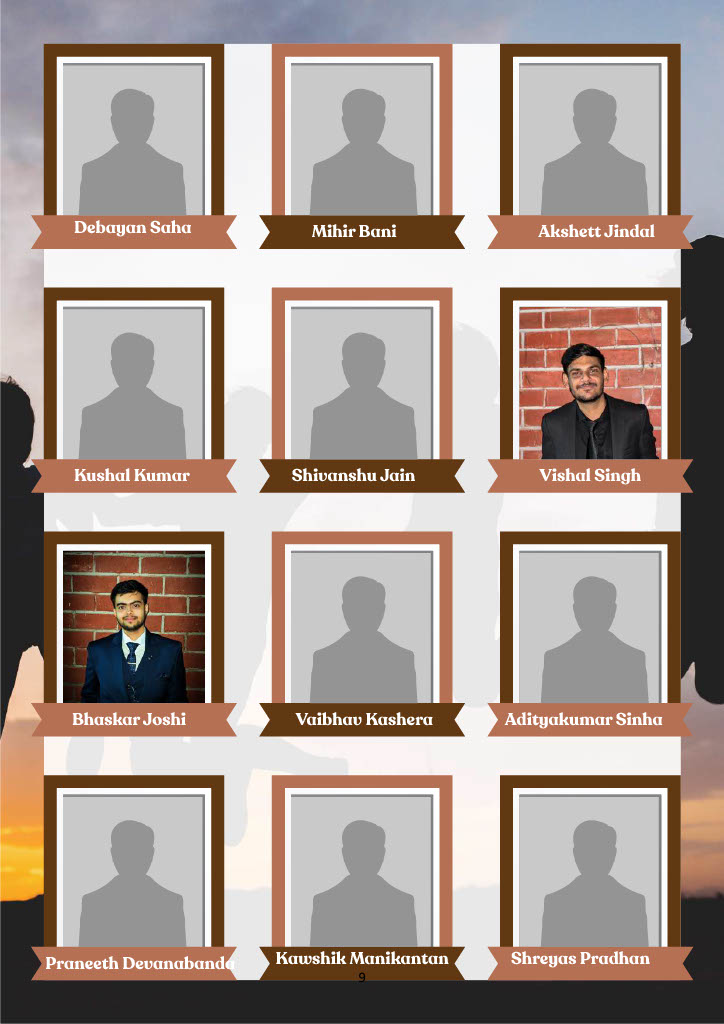 Debayan Saha
Mihir Bani
Akshett Jindal
Kushal Kumar
Shivanshu Jain
Vishal Singh
Bhaskar Joshi
Vaibhav Kashera
Adityakumar Sinha
Praneeth Devanabanda
Kawshik Manikantan
Shreyas Pradhan
9